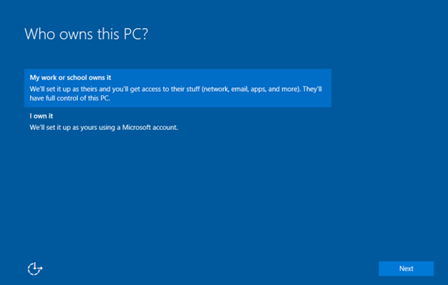 Who owns this PC?
My work or school owns it
We'll set it up as theirs and you'll get access to their stuff (network, email, apps, and more). They'll
have full control of this PC.
I own it
We'll set it up as yours using a Microsoft account.
Next